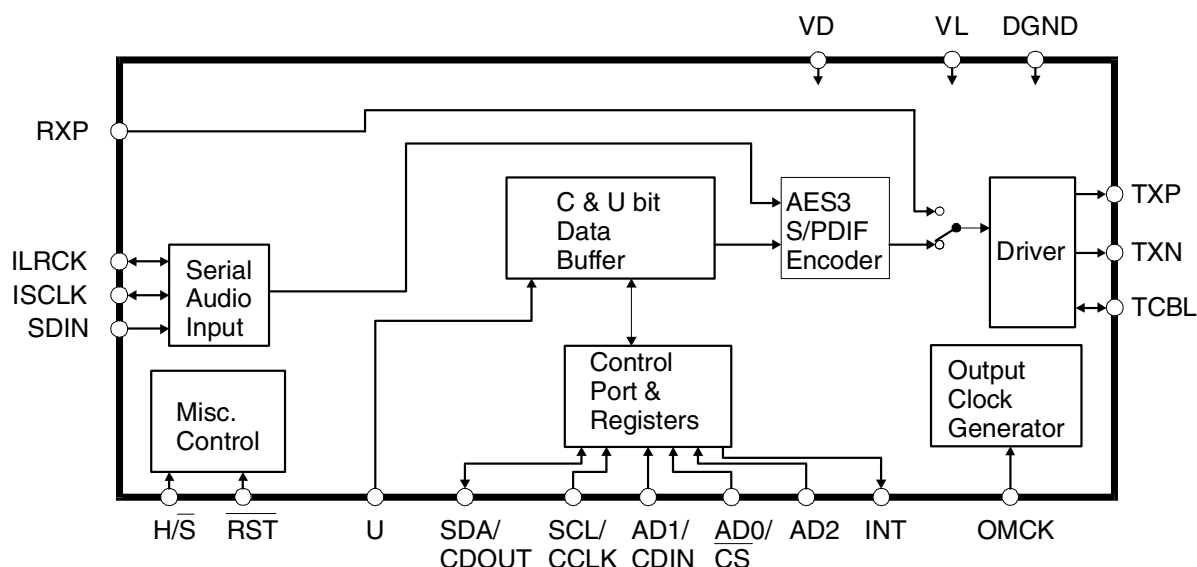 VD VL DGND
RXP
C & U bit
Data
Buffer
AES3
S/PDIF
Encoder
Driver
TXP
TXN
TCBL
ILRCK
ISCLK
SDIN
Serial
Audio
Input
Misc.
Control
Control
Port &
Registers
Output
Clock
Generator
H/S̅
R̅S̅T̅
U
SDA/
CDOUT
SCL/
CCLK
AD1/
CDIN
AD0/
C̅S̅
AD2
INT
OMCK